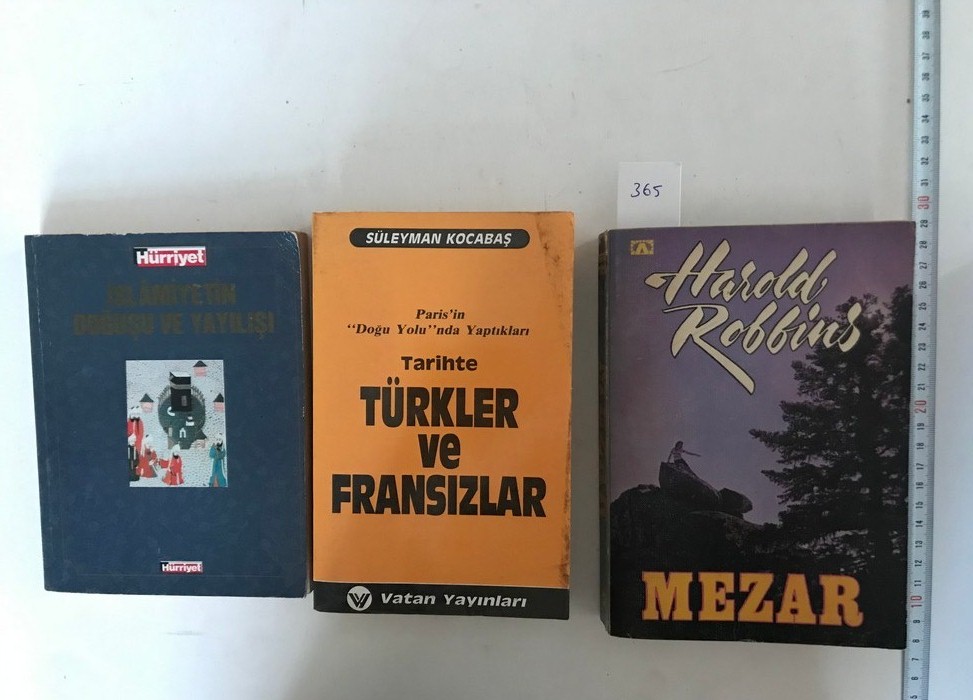 Hürriyet
İSLAMİYETİN
DOĞUŞU VE YAYILIŞI
Hürriyet
SÜLEYMAN KOCABAŞ
Paris'in
"Doğu Yolu"nda Yaptıkları
Tarihte
TÜRKLER
ve
FRANSIZLAR
Vatan Yayınları
365
Harold
Robbins
MEZAR